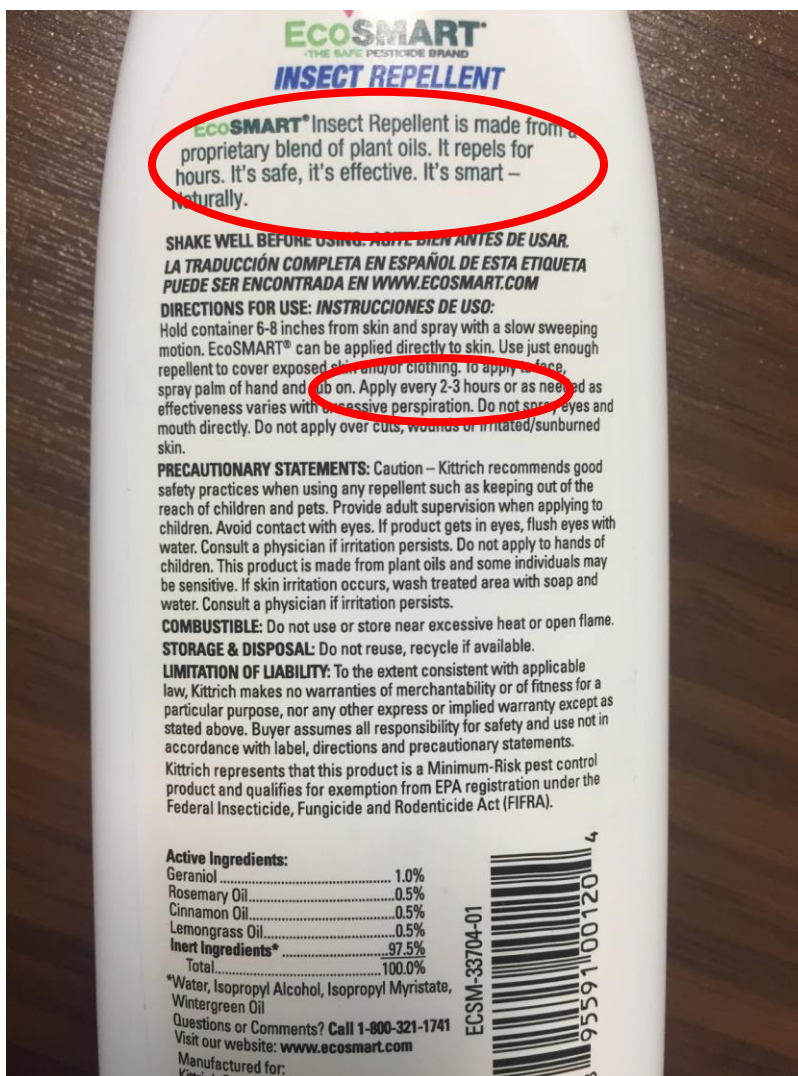 EcoSMART®
THE SAFE PESTICIDE BRAND
INSECT REPELLENT
EcoSMART® Insect Repellent is made from a
proprietary blend of plant oils. It repels for
hours. It's safe, it's effective. It's smart –
Naturally.
SHAKE WELL BEFORE USING. AGITE BIEN ANTES DE USAR.
LA TRADUCCIÓN COMPLETA EN ESPAÑOL DE ESTA ETIQUETA
PUEDE SER ENCONTRADA EN WWW.ECOSMART.COM
DIRECTIONS FOR USE: INSTRUCCIONES DE USO:
Hold container 6-8 inches from skin and spray with a slow sweeping
motion. EcoSMART® can be applied directly to skin. Use just enough
repellent to cover exposed skin and/or clothing. To apply to face,
spray palm of hand and rub on. Apply every 2-3 hours or as needed as
effectiveness varies with excessive perspiration. Do not spray eyes and
mouth directly. Do not apply over cuts, wounds or irritated/sunburned
skin.
PRECAUTIONARY STATEMENTS: Caution – Kittrich recommends good
safety practices when using any repellent such as keeping out of the
reach of children and pets. Provide adult supervision when applying to
children. Avoid contact with eyes. If product gets in eyes, flush eyes with
water. Consult a physician if irritation persists. Do not apply to hands of
children. This product is made from plant oils and some individuals may
be sensitive. If skin irritation occurs, wash treated area with soap and
water. Consult a physician if irritation persists.
COMBUSTIBLE: Do not use or store near excessive heat or open flame.
STORAGE & DISPOSAL: Do not reuse, recycle if available.
LIMITATION OF LIABILITY: To the extent consistent with applicable
law, Kittrich makes no warranties of merchantability or of fitness for a
particular purpose, nor any other express or implied warranty except as
stated above. Buyer assumes all responsibility for safety and use not in
accordance with label, directions and precautionary statements.
Kittrich represents that this product is a Minimum-Risk pest control
product and qualifies for exemption from EPA registration under the
Federal Insecticide, Fungicide and Rodenticide Act (FIFRA).
Active Ingredients:
Geraniol 1.0%
Rosemary Oil 0.5%
Cinnamon Oil 0.5%
Lemongrass Oil 0.5%
Inert Ingredients* 97.5%
Total 100.0%
*Water, Isopropyl Alcohol, Isopropyl Myristate,
Wintergreen Oil
Questions or Comments? Call 1-800-321-1741
Visit our website: www.ecosmart.com
Manufactured for:
ECSM-33704-01
95591 00120 4